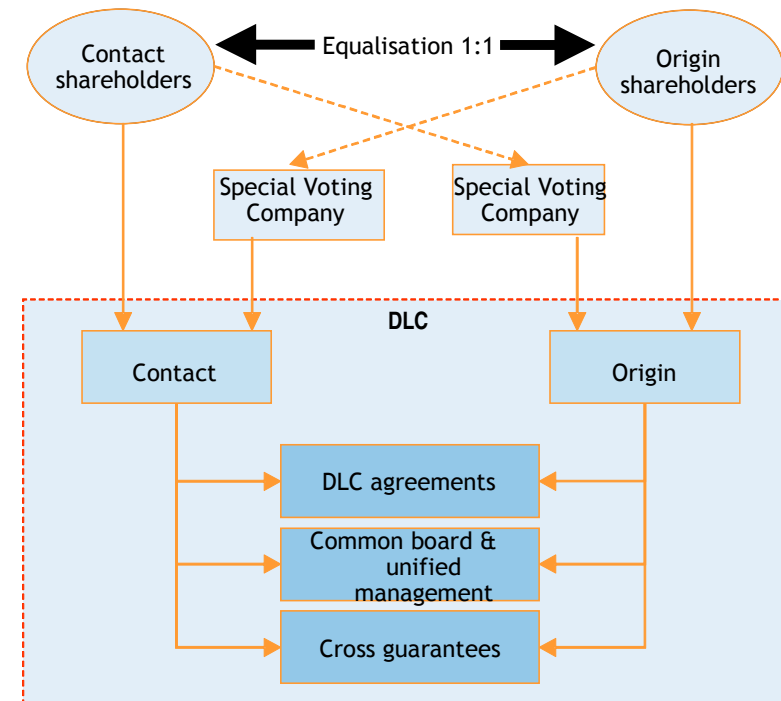 Contact
shareholders
Equalisation 1:1
Origin
shareholders
Special Voting
Company
Special Voting
Company
DLC
Contact
Origin
DLC agreements
Common board &
unified
management
Cross guarantees